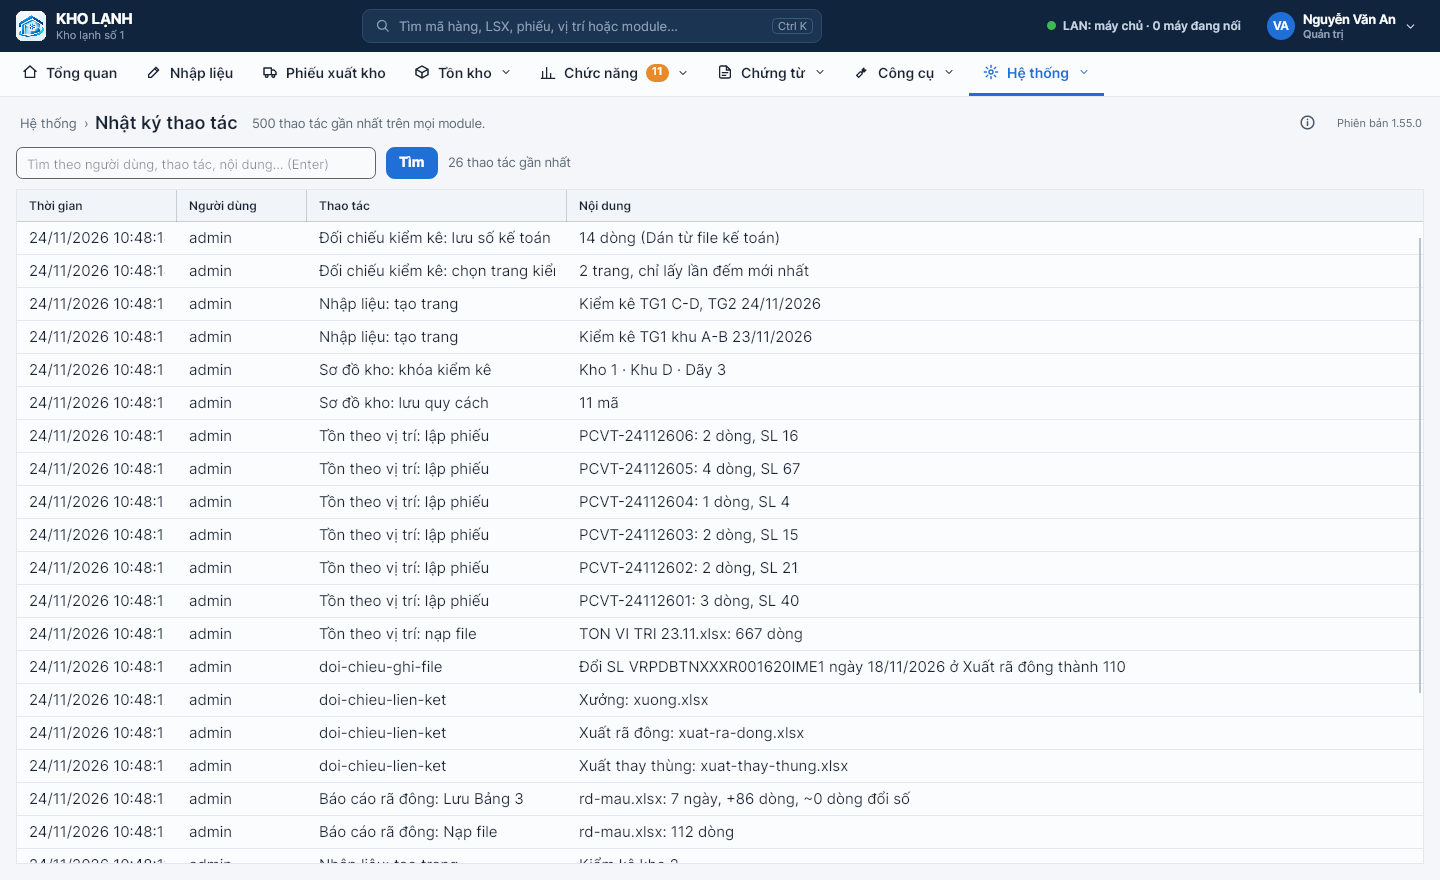 KHO LẠNH
Kho lạnh số 1
Tìm mã hàng, LSX, phiếu, vị trí hoặc module...
Ctrl K
LAN: máy chủ · 0 máy đang nối
VA
Nguyễn Văn An
Quản trị
Tổng quan
Nhập liệu
Phiếu xuất kho
Tồn kho
Chức năng
11
Chứng từ
Công cụ
Hệ thống
Hệ thống › Nhật ký thao tác
500 thao tác gần nhất trên mọi module.
Phiên bản 1.55.0
Tìm theo người dùng, thao tác, nội dung... (Enter)
Tìm
26 thao tác gần nhất
Thời gian Người dùng Thao tác Nội dung
24/11/2026 10:48:1 admin Đối chiếu kiểm kê: lưu số kế toán 14 dòng (Dán từ file kế toán)
24/11/2026 10:48:1 admin Đối chiếu kiểm kê: chọn trang kiể 2 trang, chỉ lấy lần đếm mới nhất
24/11/2026 10:48:1 admin Nhập liệu: tạo trang Kiểm kê TG1 C-D, TG2 24/11/2026
24/11/2026 10:48:1 admin Nhập liệu: tạo trang Kiểm kê TG1 khu A-B 23/11/2026
24/11/2026 10:48:1 admin Sơ đồ kho: khóa kiểm kê Kho 1 · Khu D · Dãy 3
24/11/2026 10:48:1 admin Sơ đồ kho: lưu quy cách 11 mã
24/11/2026 10:48:1 admin Tồn theo vị trí: lập phiếu PCVT-24112606: 2 dòng, SL 16
24/11/2026 10:48:1 admin Tồn theo vị trí: lập phiếu PCVT-24112605: 4 dòng, SL 67
24/11/2026 10:48:1 admin Tồn theo vị trí: lập phiếu PCVT-24112604: 1 dòng, SL 4
24/11/2026 10:48:1 admin Tồn theo vị trí: lập phiếu PCVT-24112603: 2 dòng, SL 15
24/11/2026 10:48:1 admin Tồn theo vị trí: lập phiếu PCVT-24112602: 2 dòng, SL 21
24/11/2026 10:48:1 admin Tồn theo vị trí: lập phiếu PCVT-24112601: 3 dòng, SL 40
24/11/2026 10:48:1 admin Tồn theo vị trí: nạp file TON VI TRI 23.11.xlsx: 667 dòng
24/11/2026 10:48:1 admin doi-chieu-ghi-file Đổi SL VRPDBTNXXXR001620IME1 ngày 18/11/2026 ở Xuất rã đông thành 110
24/11/2026 10:48:1 admin doi-chieu-lien-ket Xưởng: xuong.xlsx
24/11/2026 10:48:1 admin doi-chieu-lien-ket Xuất rã đông: xuat-ra-dong.xlsx
24/11/2026 10:48:1 admin doi-chieu-lien-ket Xuất thay thùng: xuat-thay-thung.xlsx
24/11/2026 10:48:1 admin Báo cáo rã đông: Lưu Bảng 3 rd-mau.xlsx: 7 ngày, +86 dòng, ~0 dòng đổi số
24/11/2026 10:48:1 admin Báo cáo rã đông: Nạp file rd-mau.xlsx: 112 dòng